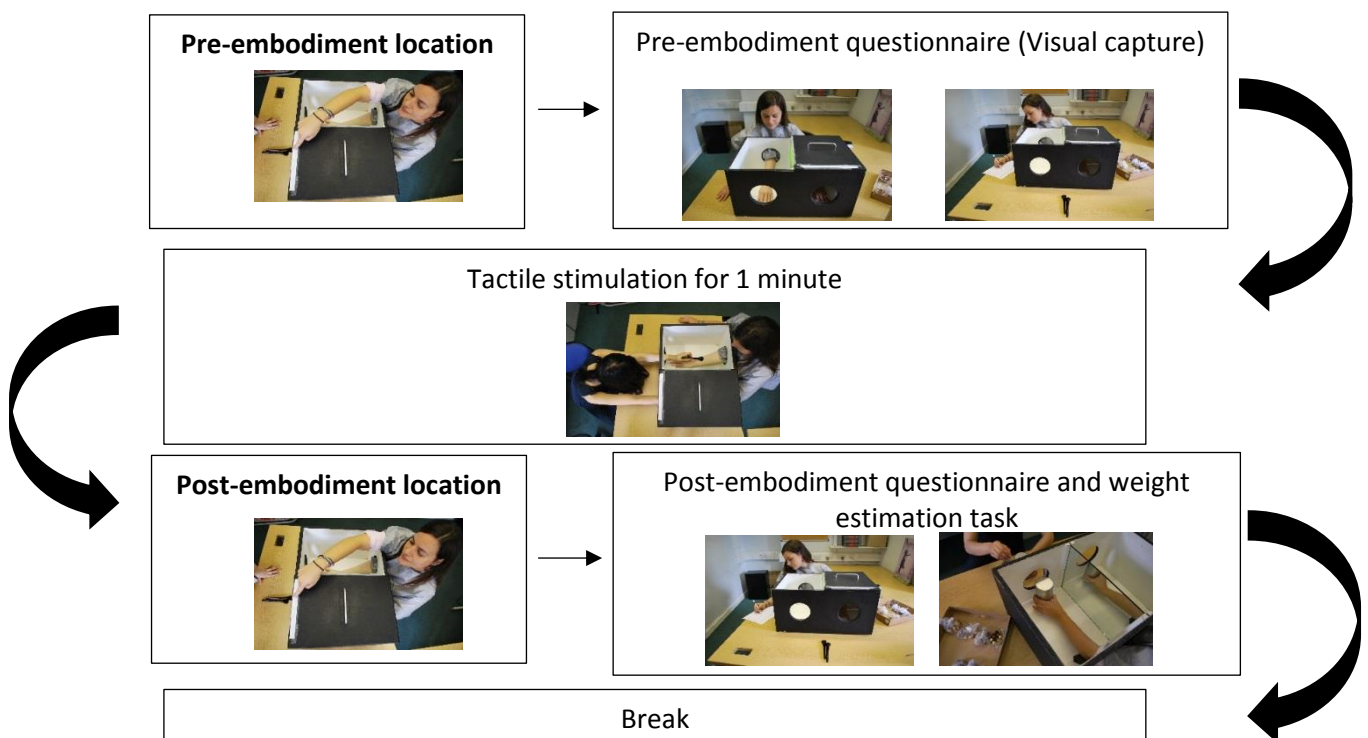 Pre-embodiment location
Pre-embodiment questionnaire (Visual capture)
Tactile stimulation for 1 minute
Post-embodiment location
Post-embodiment questionnaire and weight
estimation task
Break